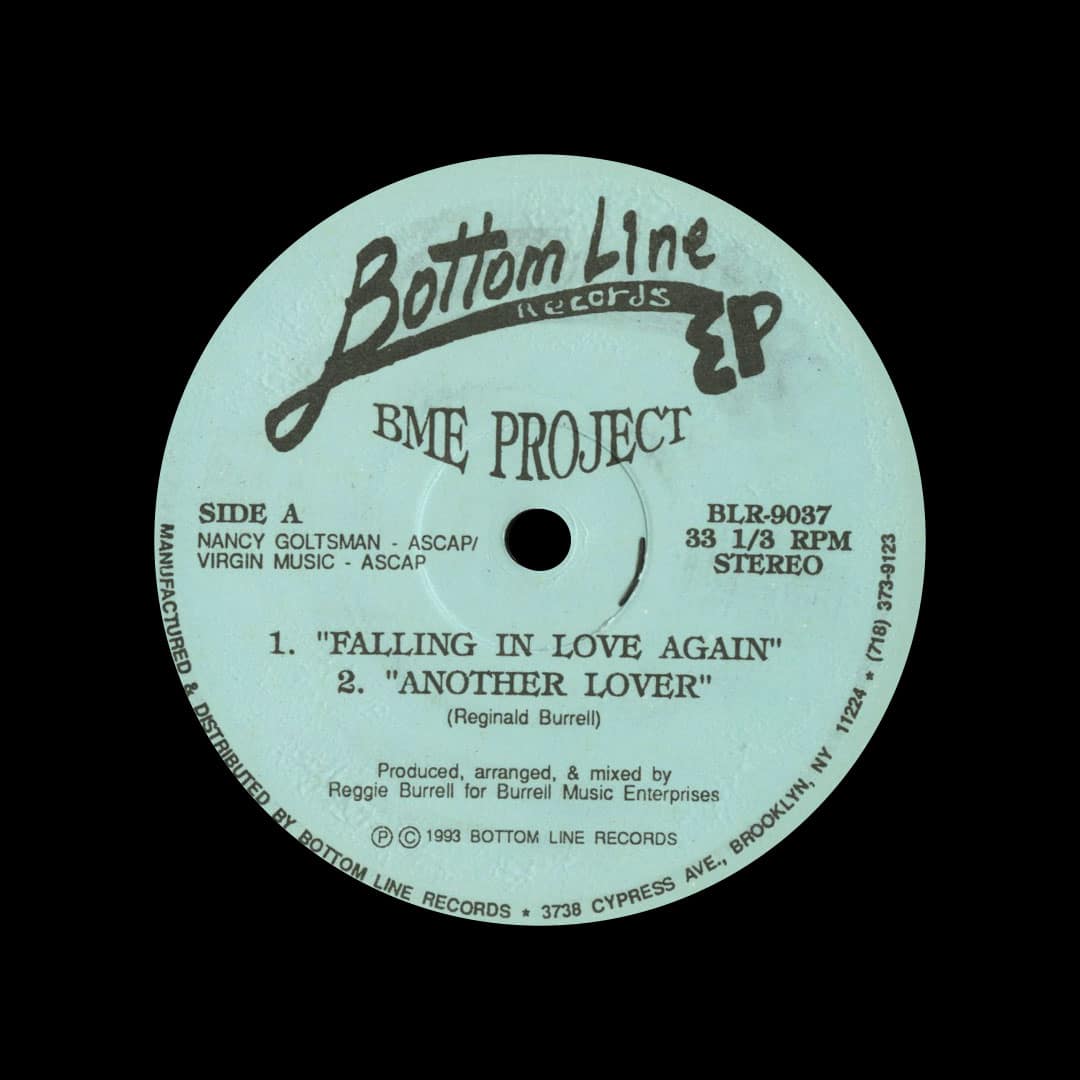 Bottom Line
Records
EP
BME PROJECT
SIDE A
NANCY GOLTSMAN - ASCAP/
VIRGIN MUSIC - ASCAP
BLR-9037
33 1/3 RPM
STEREO
1. "FALLING IN LOVE AGAIN"
2. "ANOTHER LOVER"
(Reginald Burrell)
Produced, arranged, & mixed by
Reggie Burrell for Burrell Music Enterprises
Ⓟ © 1993 BOTTOM LINE RECORDS
MANUFACTURED & DISTRIBUTED BY BOTTOM LINE RECORDS * 3738 CYPRESS AVE., BROOKLYN, NY 11224 * (718) 373-9123